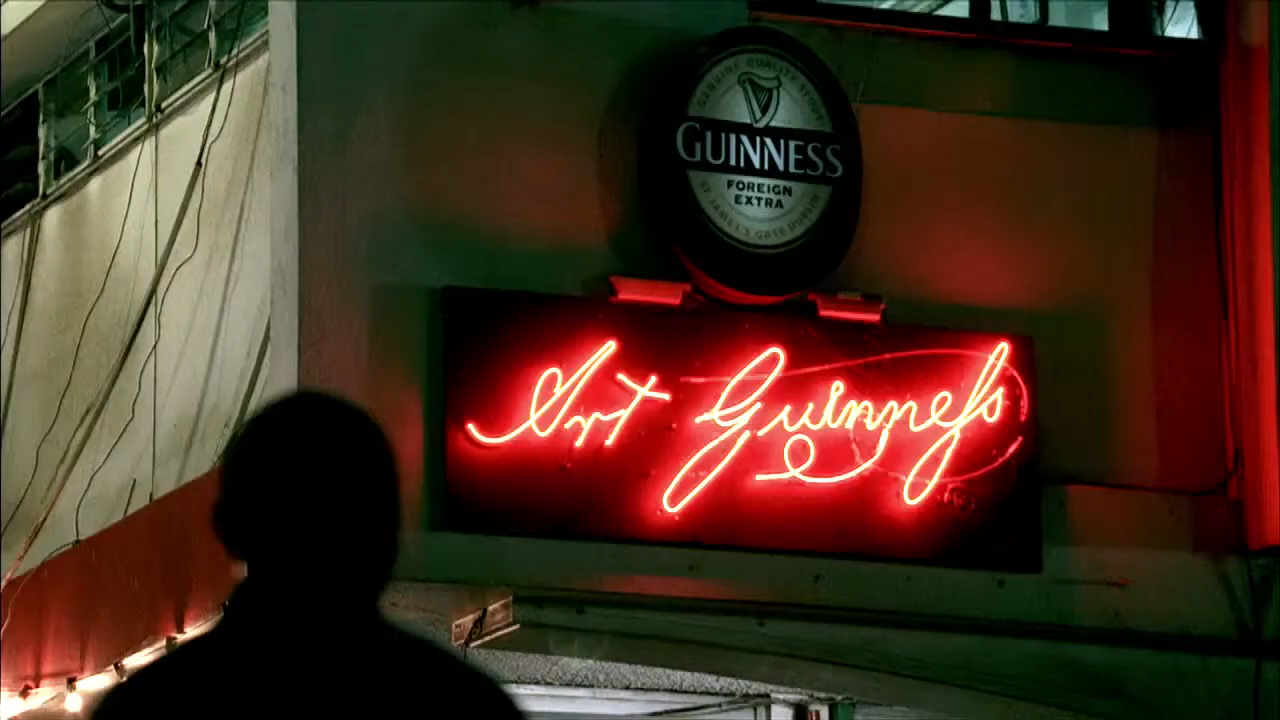 GENUINE QUALITY STOUT
GUINNESS
FOREIGN
EXTRA
ST JAMES'S GATE DUBLIN
Art Guinness